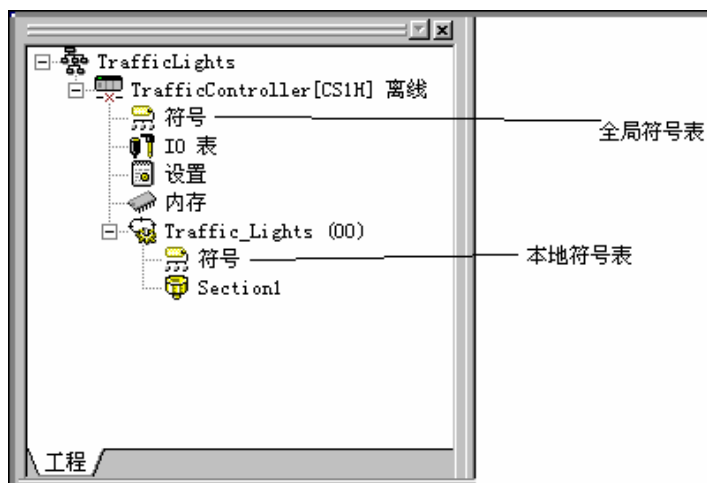 TrafficLights
TrafficController[CS1H] 离线
符号
全局符号表
IO 表
设置
内存
Traffic_Lights (00)
符号
本地符号表
Section1
工程